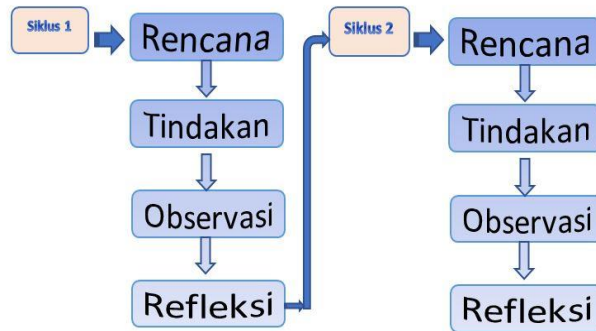 Siklus 1
Rencana
Tindakan
Observasi
Refleksi
Siklus 2
Rencana
Tindakan
Observasi
Refleksi